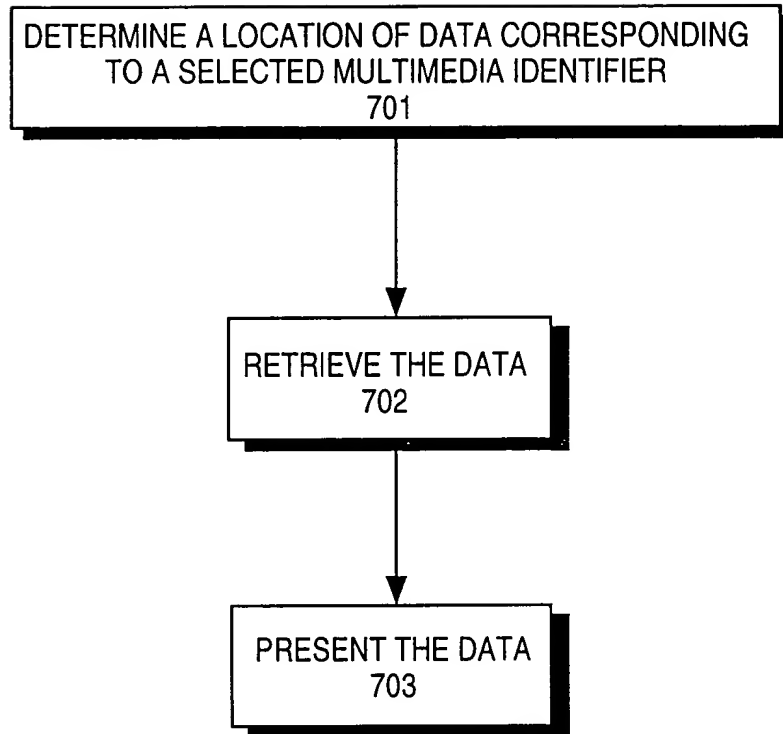 DETERMINE A LOCATION OF DATA CORRESPONDING
TO A SELECTED MULTIMEDIA IDENTIFIER
701
RETRIEVE THE DATA
702
PRESENT THE DATA
703